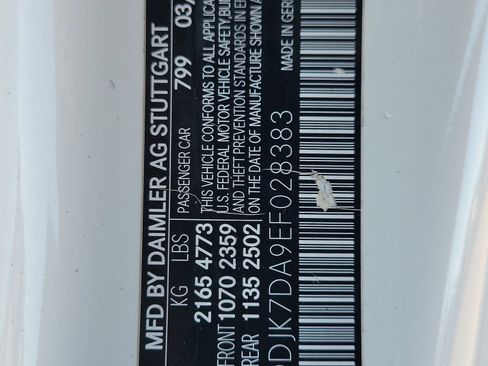 MFD BY DAIMLER AG STUTTGART 03
KG LBS PASSENGER CAR 799
2165 4773 THIS VEHICLE CONFORMS TO ALL
FRONT 1070 2359 U.S. FEDERAL MOTOR VEHICLE SAFETY,
REAR 1135 2502 AND THEFT PREVENTION STANDARDS IN
ON THE DATE OF MANUFACTURE SHOWN
MADE IN
DJK7DA9EF028383